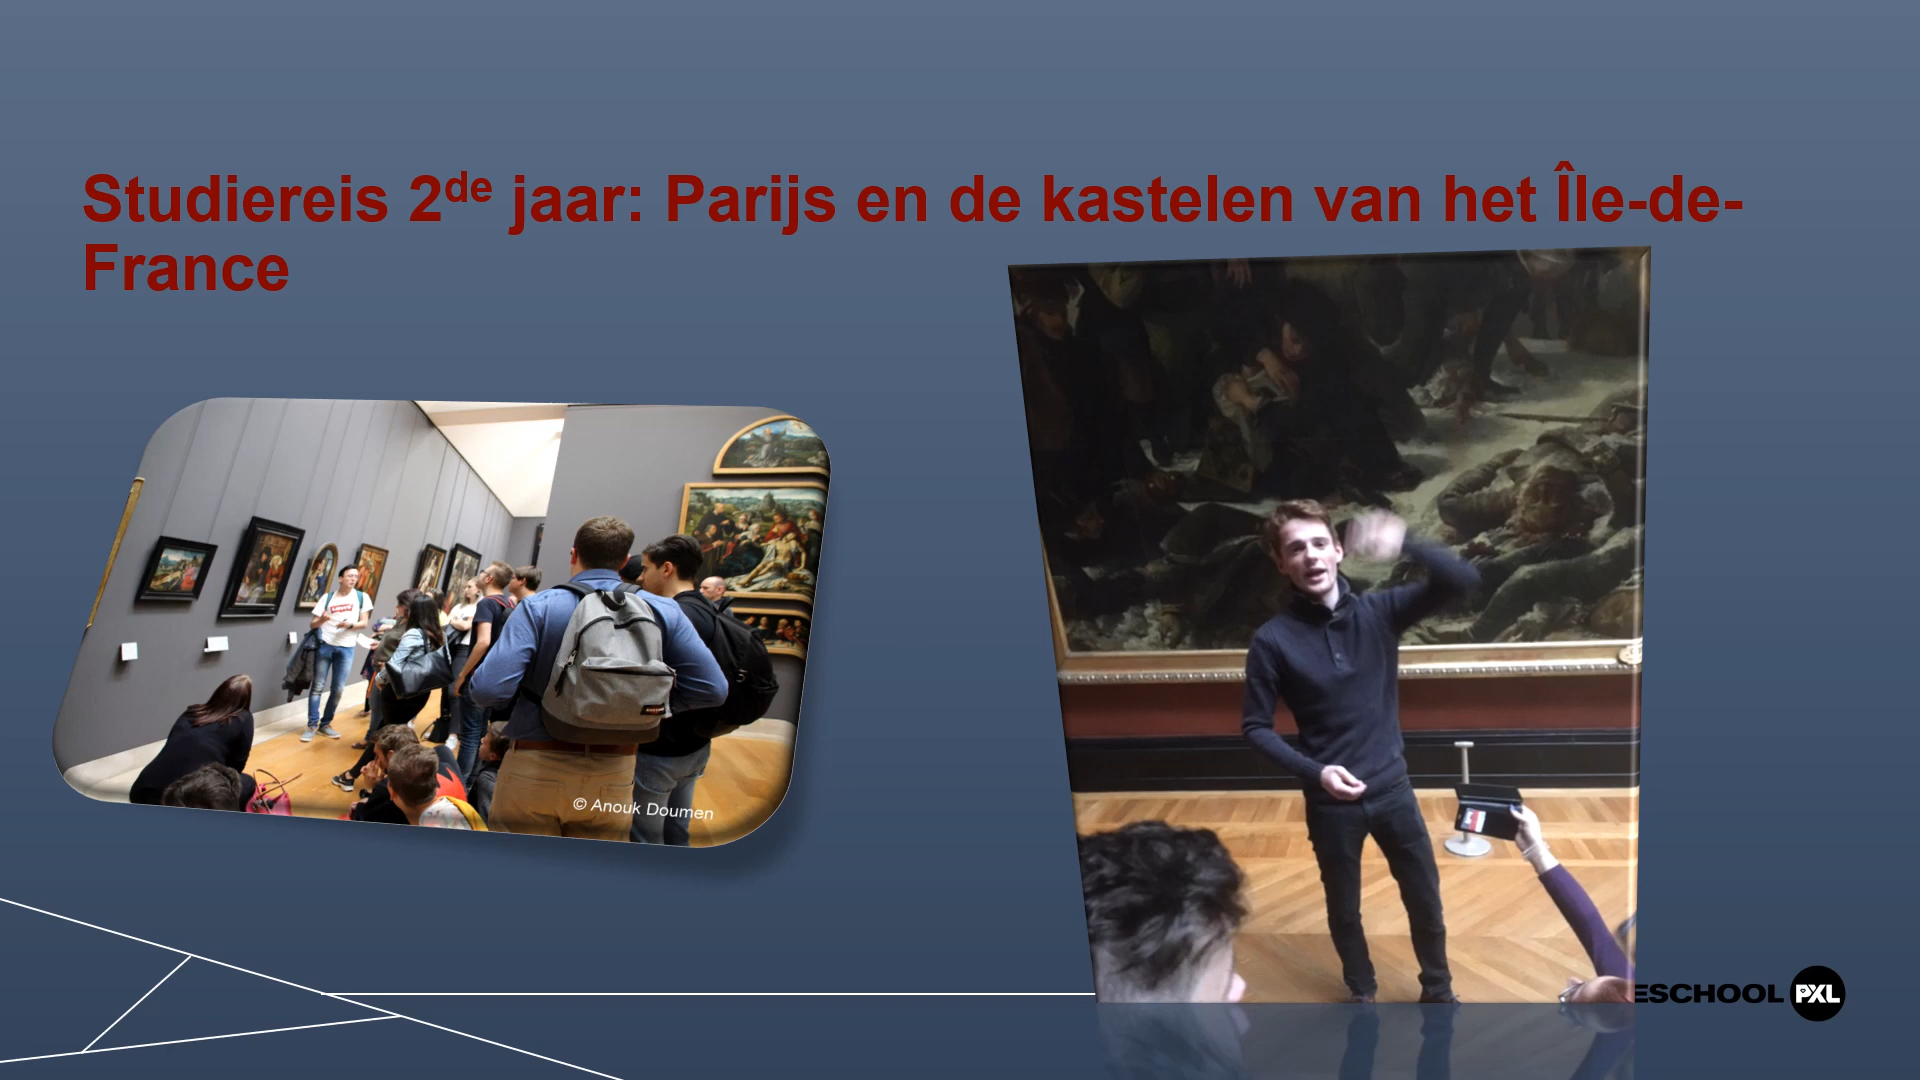 Studiereis 2de jaar: Parijs en de kastelen van het Île-de-
France
© Anouk Doumen
ESCHOOL PXL